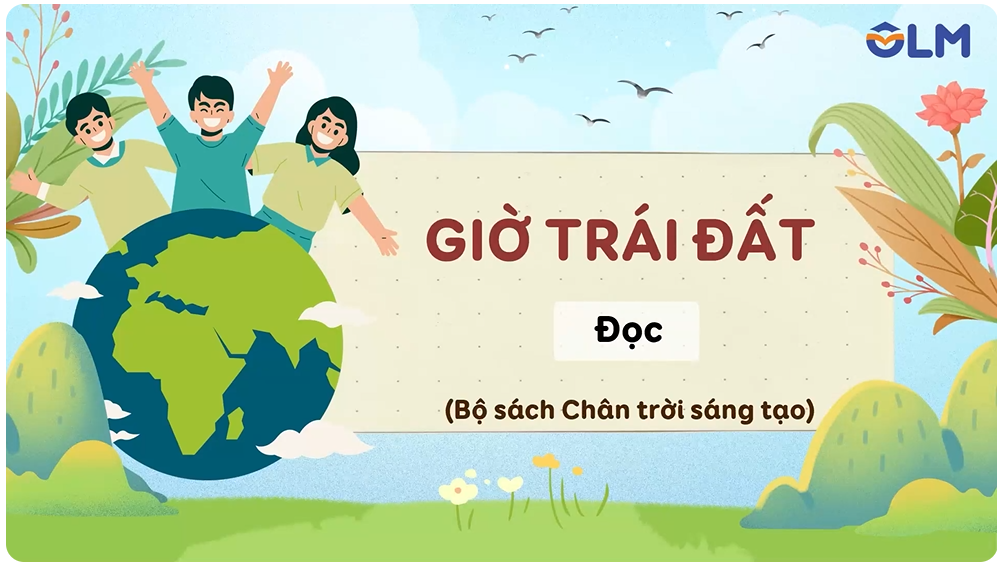 OLM
GIỜ TRÁI ĐẤT
Đọc
(Bộ sách Chân trời sáng tạo)